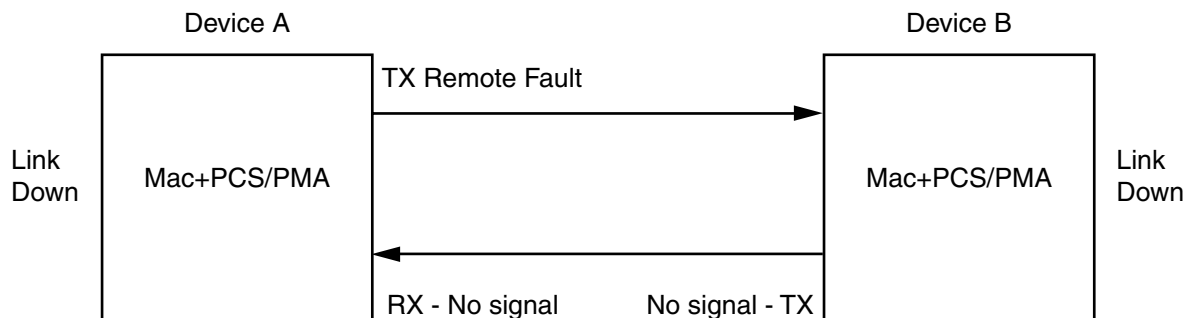 Device A
Device B
TX Remote Fault
Link
Down
Mac+PCS/PMA
Mac+PCS/PMA
Link
Down
RX - No signal
No signal - TX